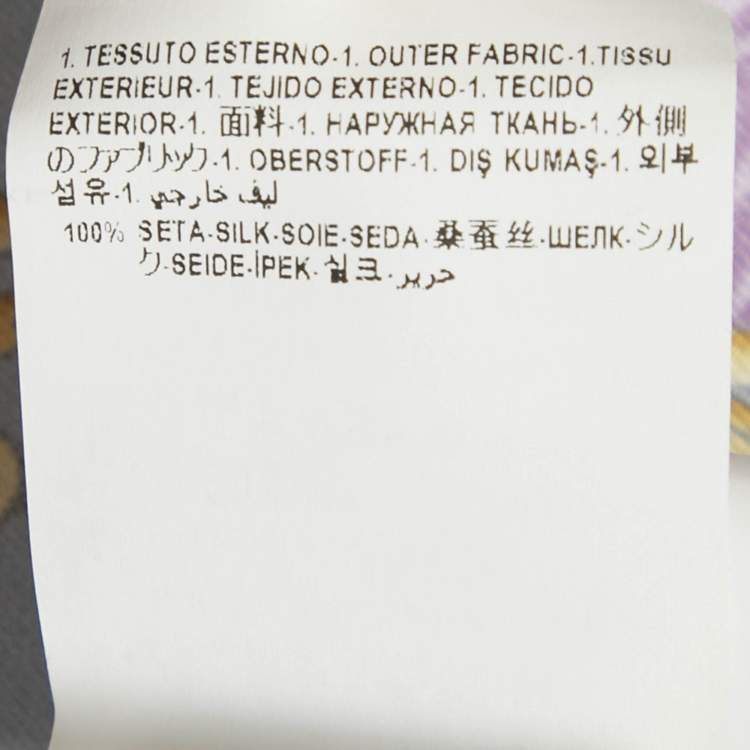 1. TESSUTO ESTERNO-1. OUTER FABRIC-1.TISSU
EXTERIEUR-1. TEJIDO EXTERNO-1. TECIDO
EXTERIOR-1. 面料-1. НАРУЖНАЯ ТКАНЬ-1. 外側
のファブリック-1. OBERSTOFF-1. DIŞ KUMAŞ-1. 외부
섬유-1. ليف خارجي
100% SETA-SILK-SOIE-SEDA-桑蚕丝-ШЕЛК-シル
ク-SEIDE-İPEK-실크-حرير